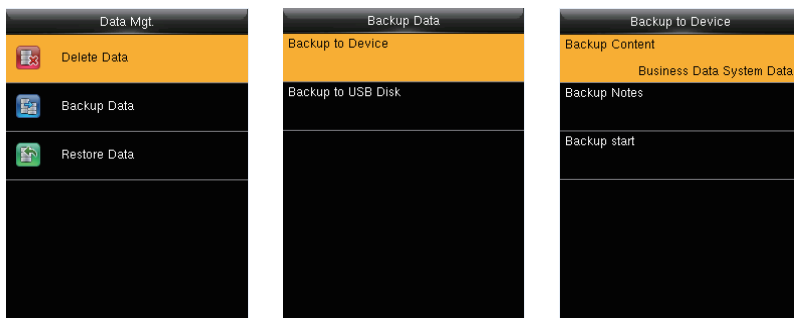 Data Mgt.
Delete Data
Backup Data
Restore Data
Backup Data
Backup to Device
Backup to USB Disk
Backup to Device
Backup Content
Business Data System Data
Backup Notes
Backup start